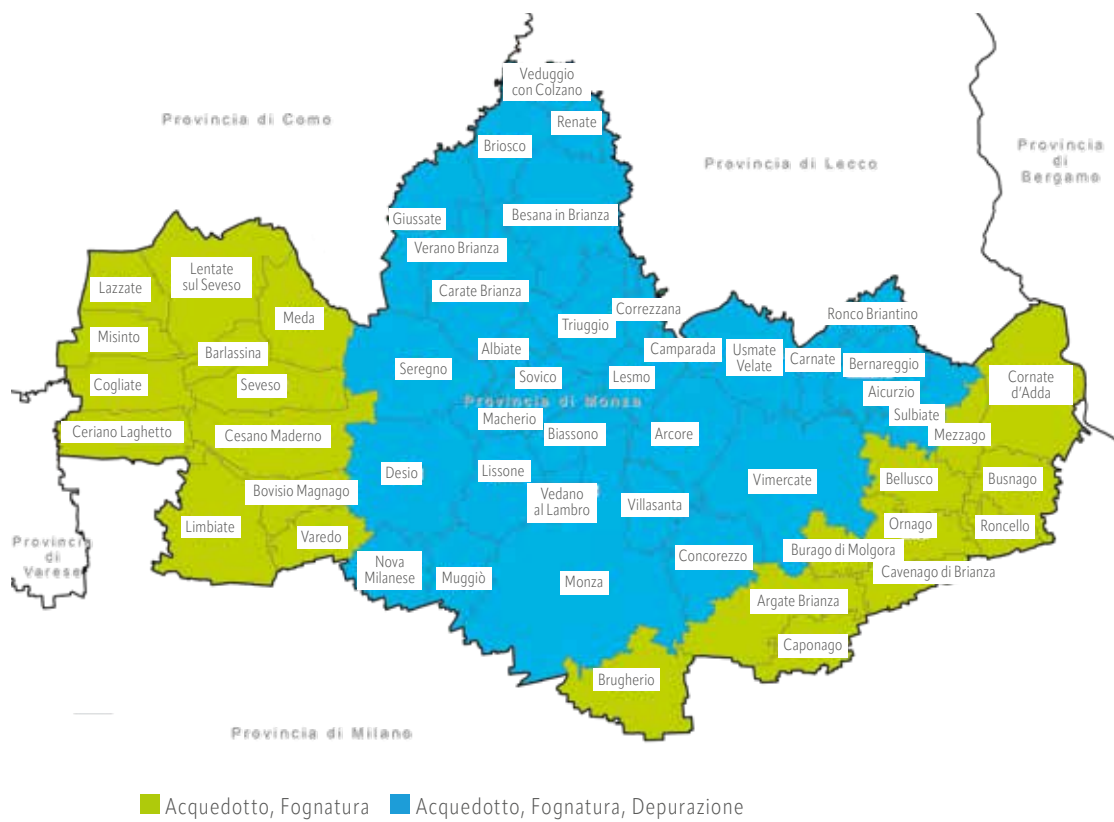 Veduggio
con Colzano
Provincia di Como
Renate
Briosco
Provincia di Lecco
Provincia
di
Bergamo
Giussate
Besana in Brianza
Verano Brianza
Lentate
sul Seveso
Lazzate
Carate Brianza
Correzzana
Ronco Briantino
Meda
Triuggio
Misinto
Albiate
Camparada
Usmate
Velate
Carnate
Barlassina
Bernareggio
Seregno
Sovico
Lesmo
Cogliate
Seveso
Cornate
d'Adda
Aicurzio
Provincia di Monza
Sulbiate
Macherio
Ceriano Laghetto
Cesano Maderno
Biassono
Arcore
Mezzago
Desio
Lissone
Vimercate
Bellusco
Busnago
Bovisio Magnago
Vedano
al Lambro
Villasanta
Limbiate
Varedo
Ornago
Roncello
Provincia
di
Varese
Nova
Milanese
Muggiò
Monza
Concorezzo
Burago di Molgora
Cavenago di Brianza
Argate Brianza
Caponago
Brugherio
Provincia di Milano
Acquedotto, Fognatura
Acquedotto, Fognatura, Depurazione